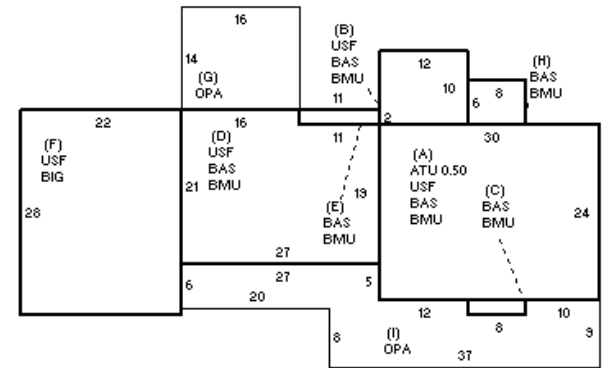 16
14
(G)
OPA
(B)
USF
BAS
BMU
12
10
(H)
BAS
BMU
8
6
11
2
22
16
11
30
(F)
USF
BIG
(D)
USF
BAS
BMU
(A)
ATU 0.50
USF
BAS
BMU
(C)
BAS
BMU
28
21
19
24
(E)
BAS
BMU
27
27
6
20
5
12
8
10
8
(I)
OPA
37
9